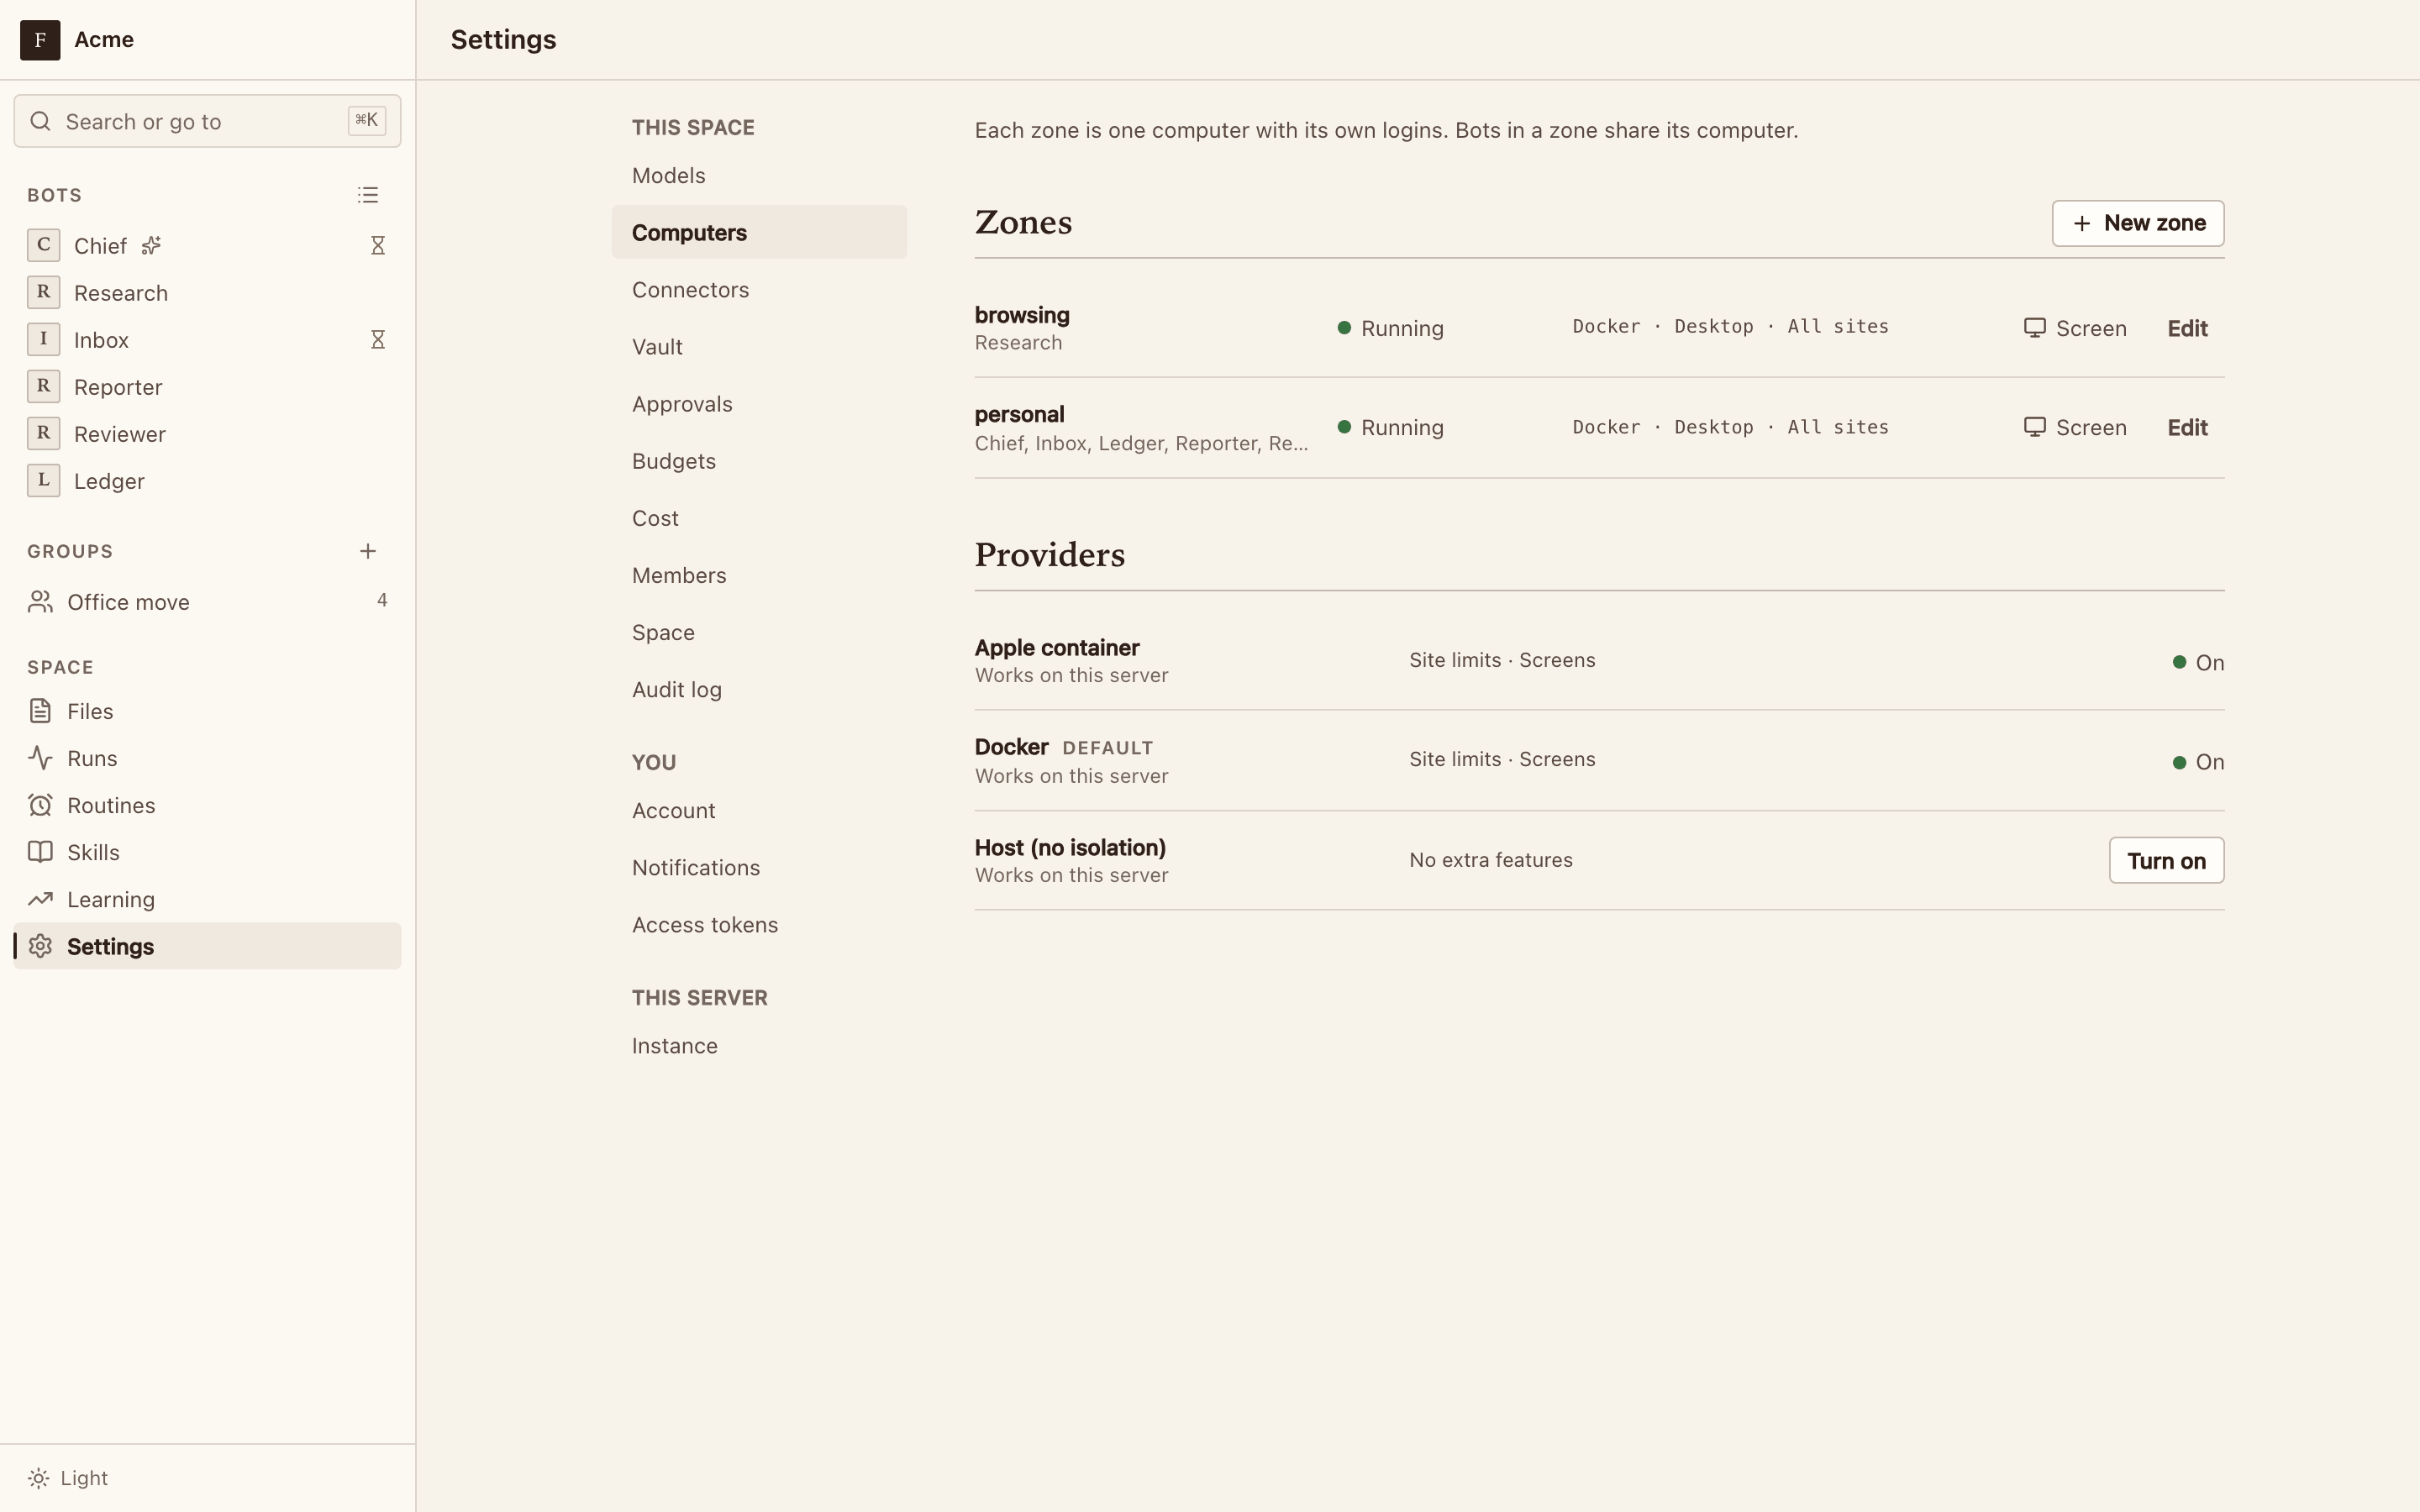 F Acme
Search or go to ⌘K
BOTS
C Chief
R Research
I Inbox
R Reporter
R Reviewer
L Ledger
GROUPS
Office move 4
SPACE
Files
Runs
Routines
Skills
Learning
Settings
Light
Settings
THIS SPACE
Models
Computers
Connectors
Vault
Approvals
Budgets
Cost
Members
Space
Audit log
YOU
Account
Notifications
Access tokens
THIS SERVER
Instance
Each zone is one computer with its own logins. Bots in a zone share its computer.
Zones + New zone
browsing
Research
Running Docker · Desktop · All sites Screen Edit
personal
Chief, Inbox, Ledger, Reporter, Re...
Running Docker · Desktop · All sites Screen Edit
Providers
Apple container
Works on this server
Site limits · Screens On
Docker DEFAULT
Works on this server
Site limits · Screens On
Host (no isolation)
Works on this server
No extra features Turn on